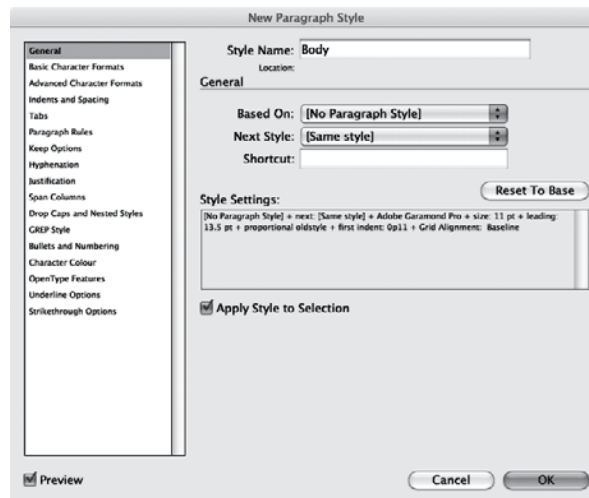 New Paragraph Style
General
Basic Character Formats
Advanced Character Formats
Indents and Spacing
Tabs
Paragraph Rules
Keep Options
Hyphenation
Justification
Span Columns
Drop Caps and Nested Styles
GREP Style
Bullets and Numbering
Character Colour
OpenType Features
Underline Options
Strikethrough Options
Style Name: Body
Location:
General
Based On: [No Paragraph Style]
Next Style: [Same style]
Shortcut:
Reset To Base
Style Settings:
[No Paragraph Style] + next: [Same style] + Adobe Garamond Pro + size: 11 pt + leading:
13.5 pt + proportional oldstyle + first indent: 0p11 + Grid Alignment: Baseline
Apply Style to Selection
Preview
Cancel
OK